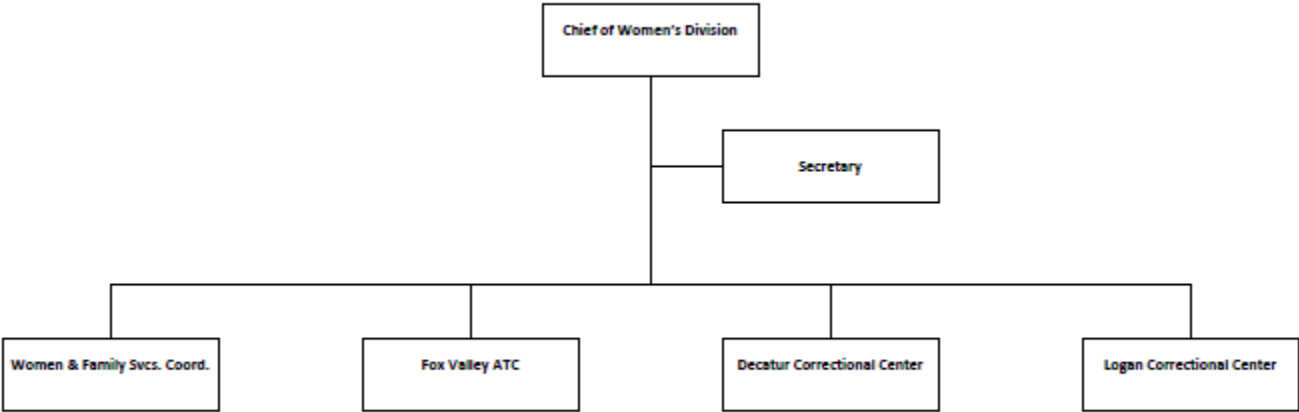 Chief of Women's Division
Secretary
Women & Family Svcs. Coord.
Fox Valley ATC
Decatur Correctional Center
Logan Correctional Center